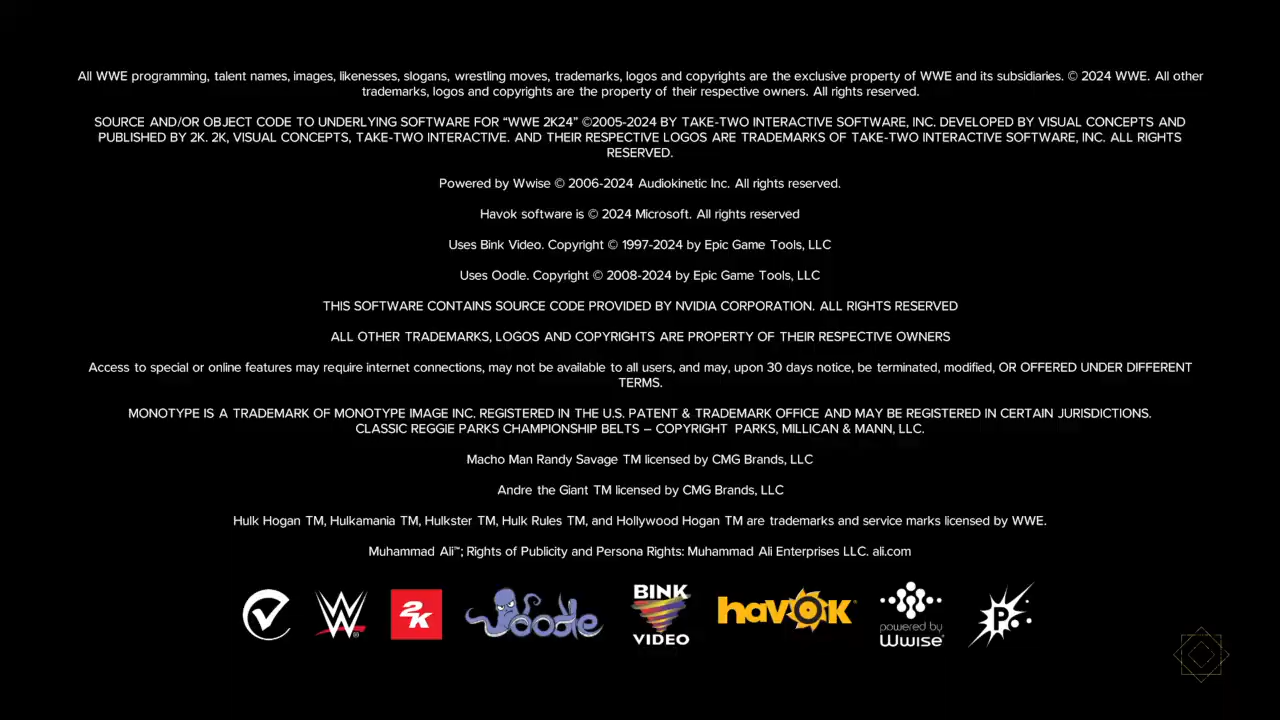 All WWE programming, talent names, images, likenesses, slogans, wrestling moves, trademarks, logos and copyrights are the exclusive property of WWE and its subsidiaries. © 2024 WWE. All other
trademarks, logos and copyrights are the property of their respective owners. All rights reserved.
SOURCE AND/OR OBJECT CODE TO UNDERLYING SOFTWARE FOR “WWE 2K24” ©2005-2024 BY TAKE-TWO INTERACTIVE SOFTWARE, INC. DEVELOPED BY VISUAL CONCEPTS AND
PUBLISHED BY 2K. 2K, VISUAL CONCEPTS, TAKE-TWO INTERACTIVE. AND THEIR RESPECTIVE LOGOS ARE TRADEMARKS OF TAKE-TWO INTERACTIVE SOFTWARE, INC. ALL RIGHTS
RESERVED.
Powered by Wwise © 2006-2024 Audiokinetic Inc. All rights reserved.
Havok software is © 2024 Microsoft. All rights reserved
Uses Bink Video. Copyright © 1997-2024 by Epic Game Tools, LLC
Uses Oodle. Copyright © 2008-2024 by Epic Game Tools, LLC
THIS SOFTWARE CONTAINS SOURCE CODE PROVIDED BY NVIDIA CORPORATION. ALL RIGHTS RESERVED
ALL OTHER TRADEMARKS, LOGOS AND COPYRIGHTS ARE PROPERTY OF THEIR RESPECTIVE OWNERS
Access to special or online features may require internet connections, may not be available to all users, and may, upon 30 days notice, be terminated, modified, OR OFFERED UNDER DIFFERENT
TERMS.
MONOTYPE IS A TRADEMARK OF MONOTYPE IMAGE INC. REGISTERED IN THE U.S. PATENT & TRADEMARK OFFICE AND MAY BE REGISTERED IN CERTAIN JURISDICTIONS.
CLASSIC REGGIE PARKS CHAMPIONSHIP BELTS – COPYRIGHT PARKS, MILLICAN & MANN, LLC.
Macho Man Randy Savage TM licensed by CMG Brands, LLC
Andre the Giant TM licensed by CMG Brands, LLC
Hulk Hogan TM, Hulkamania TM, Hulkster TM, Hulk Rules TM, and Hollywood Hogan TM are trademarks and service marks licensed by WWE.
Muhammad Ali™; Rights of Publicity and Persona Rights: Muhammad Ali Enterprises LLC. ali.com
W 2K oodle BINK VIDEO havok powered by Wwise P